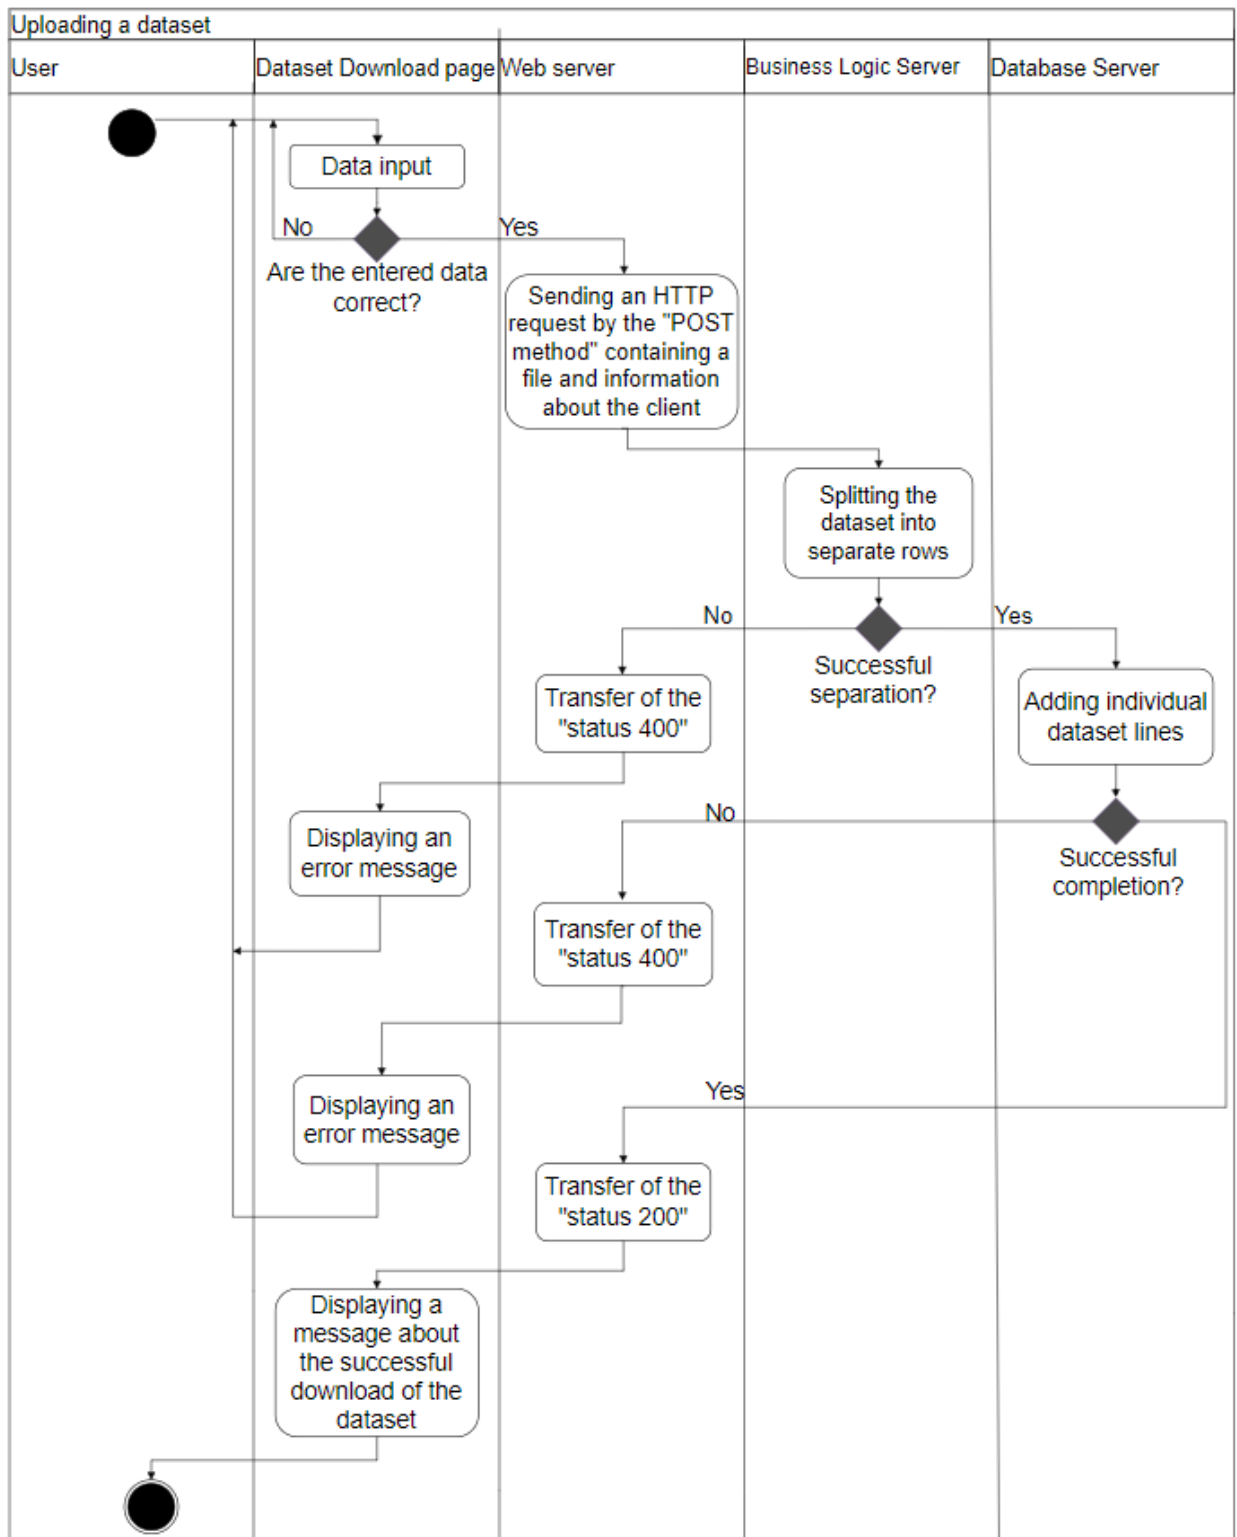 Uploading a dataset
User
Dataset Download page
Web server
Business Logic Server
Database Server
Data input
No
Yes
Are the entered data
correct?
Sending an HTTP
request by the "POST
method" containing a
file and information
about the client
Splitting the
dataset into
separate rows
No
Yes
Successful
separation?
Transfer of the
"status 400"
Adding individual
dataset lines
Displaying an
error message
No
Successful
completion?
Transfer of the
"status 400"
Displaying an
error message
Yes
Transfer of the
"status 200"
Displaying a
message about
the successful
download of the
dataset